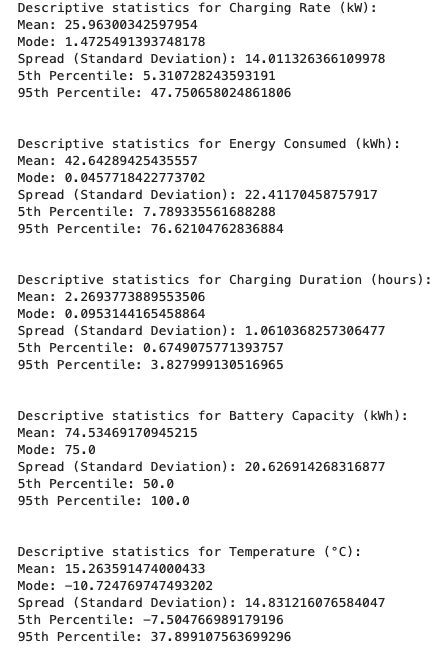 Descriptive statistics for Charging Rate (kW):
Mean: 25.96300342597954
Mode: 1.4725491393748178
Spread (Standard Deviation): 14.011326366109978
5th Percentile: 5.310728243593191
95th Percentile: 47.750658024861806
Descriptive statistics for Energy Consumed (kWh):
Mean: 42.64289425435557
Mode: 0.0457718422773702
Spread (Standard Deviation): 22.41170458757917
5th Percentile: 7.789335561688288
95th Percentile: 76.62104762836884
Descriptive statistics for Charging Duration (hours):
Mean: 2.2693773889553506
Mode: 0.0953144165458864
Spread (Standard Deviation): 1.0610368257306477
5th Percentile: 0.6749075771393757
95th Percentile: 3.827999130516965
Descriptive statistics for Battery Capacity (kWh):
Mean: 74.53469170945215
Mode: 75.0
Spread (Standard Deviation): 20.626914268316877
5th Percentile: 50.0
95th Percentile: 100.0
Descriptive statistics for Temperature (°C):
Mean: 15.263591474000433
Mode: -10.724769747493202
Spread (Standard Deviation): 14.831216076584047
5th Percentile: -7.504766989179196
95th Percentile: 37.899107563699296